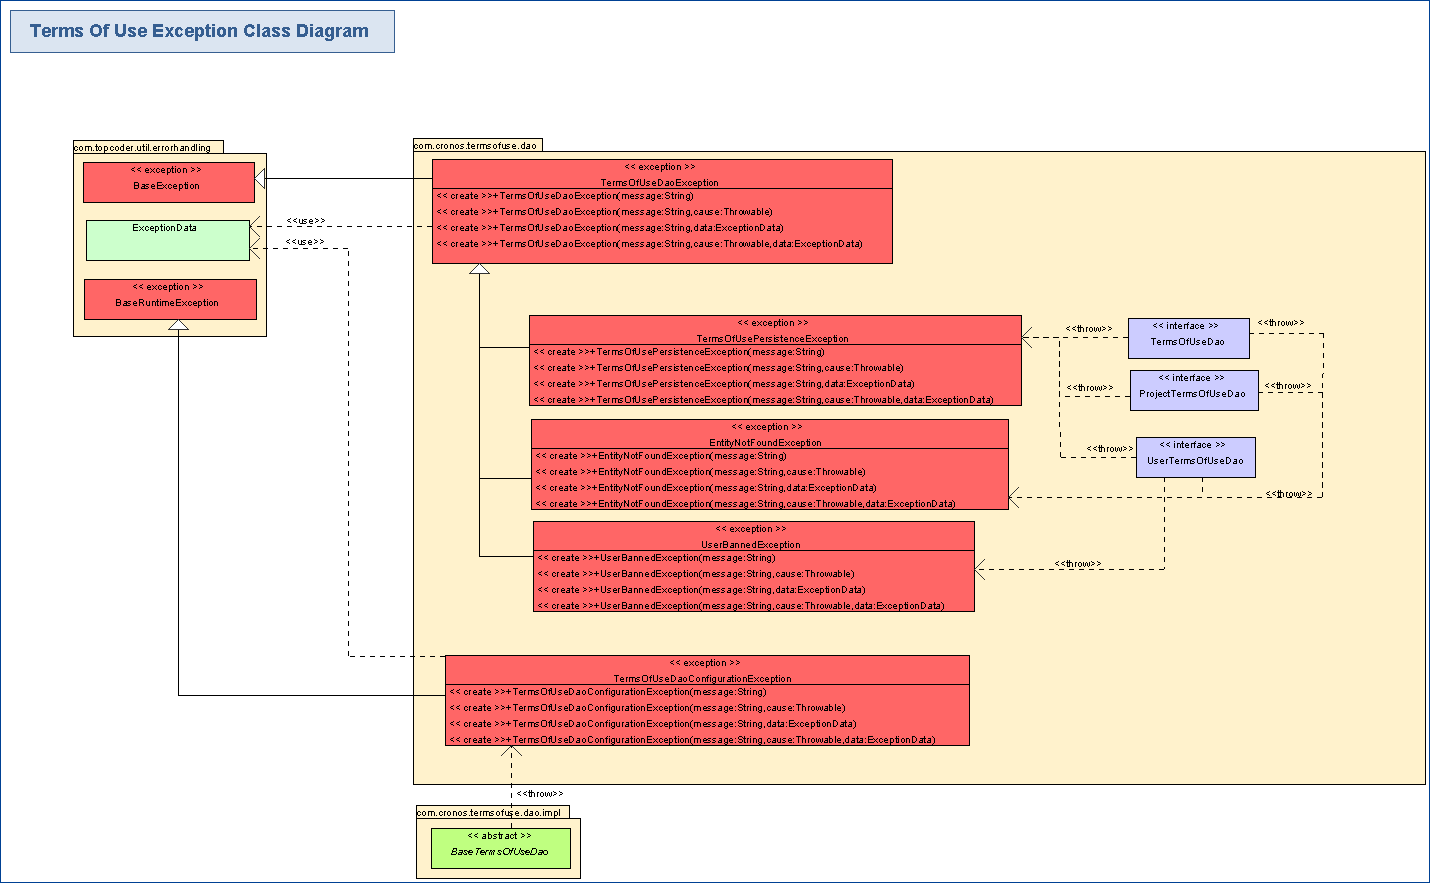 Terms Of Use Exception Class Diagram
com.topcoder.util.errorhandling
<< exception >>
BaseException
ExceptionData
<< exception >>
BaseRuntimeException
<<use>>
<<use>>
com.cronos.termsofuse.dao
<< exception >>
TermsOfUseDaoException
<< create >>+TermsOfUseDaoException(message:String)
<< create >>+TermsOfUseDaoException(message:String,cause:Throwable)
<< create >>+TermsOfUseDaoException(message:String,data:ExceptionData)
<< create >>+TermsOfUseDaoException(message:String,cause:Throwable,data:ExceptionData)
<< exception >>
TermsOfUsePersistenceException
<< create >>+TermsOfUsePersistenceException(message:String)
<< create >>+TermsOfUsePersistenceException(message:String,cause:Throwable)
<< create >>+TermsOfUsePersistenceException(message:String,data:ExceptionData)
<< create >>+TermsOfUsePersistenceException(message:String,cause:Throwable,data:ExceptionData)
<<throw>>
<< interface >>
TermsOfUseDao
<<throw>>
<<throw>>
<< interface >>
ProjectTermsOfUseDao
<<throw>>
<< exception >>
EntityNotFoundException
<< create >>+EntityNotFoundException(message:String)
<< create >>+EntityNotFoundException(message:String,cause:Throwable)
<< create >>+EntityNotFoundException(message:String,data:ExceptionData)
<< create >>+EntityNotFoundException(message:String,cause:Throwable,data:ExceptionData)
<<throw>>
<< interface >>
UserTermsOfUseDao
<<throw>>
<< exception >>
UserBannedException
<< create >>+UserBannedException(message:String)
<< create >>+UserBannedException(message:String,cause:Throwable)
<< create >>+UserBannedException(message:String,data:ExceptionData)
<< create >>+UserBannedException(message:String,cause:Throwable,data:ExceptionData)
<<throw>>
<< exception >>
TermsOfUseDaoConfigurationException
<< create >>+TermsOfUseDaoConfigurationException(message:String)
<< create >>+TermsOfUseDaoConfigurationException(message:String,cause:Throwable)
<< create >>+TermsOfUseDaoConfigurationException(message:String,data:ExceptionData)
<< create >>+TermsOfUseDaoConfigurationException(message:String,cause:Throwable,data:ExceptionData)
<<throw>>
com.cronos.termsofuse.dao.impl
<< abstract >>
BaseTermsOfUseDao